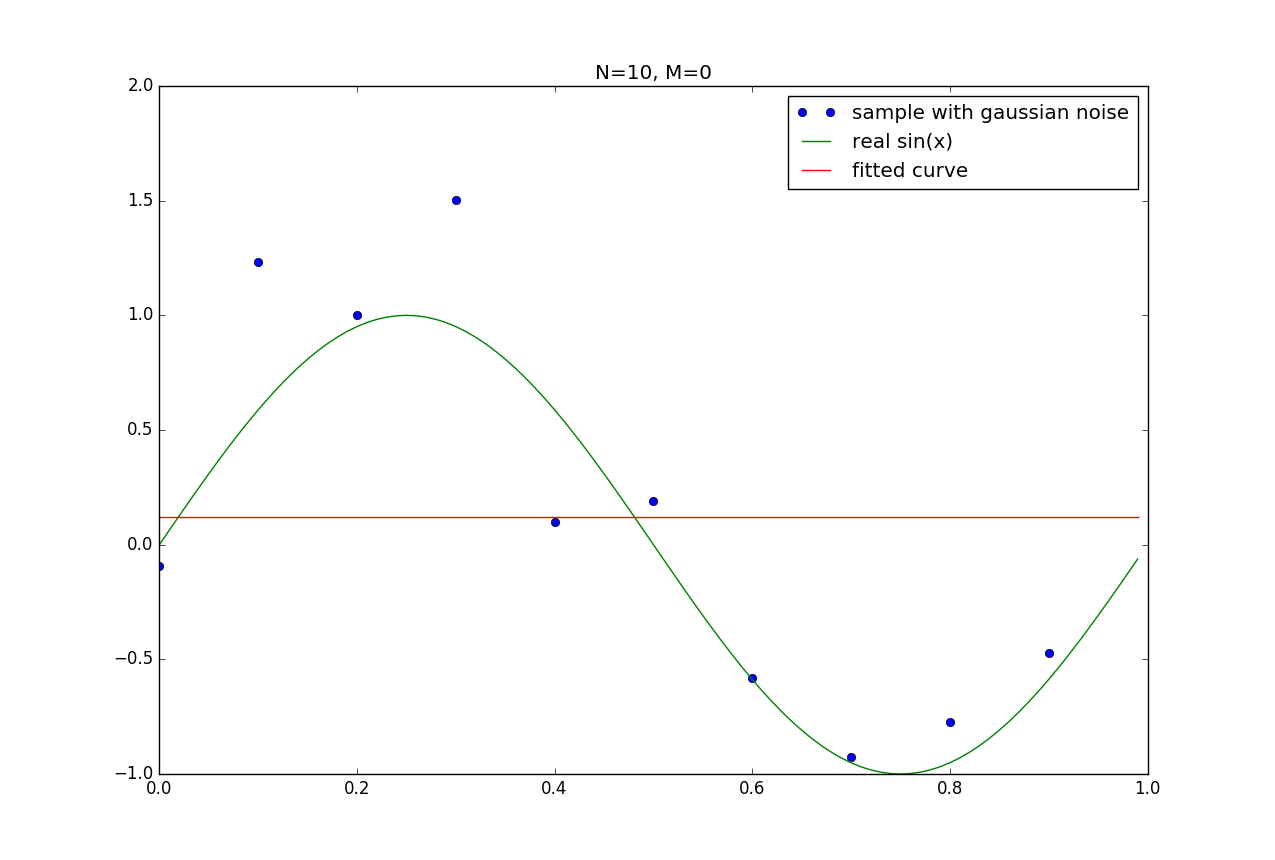 N=10, M=0
2.0
1.5
1.0
0.5
0.0
−0.5
−1.0
0.0 0.2 0.4 0.6 0.8 1.0
sample with gaussian noise
real sin(x)
fitted curve